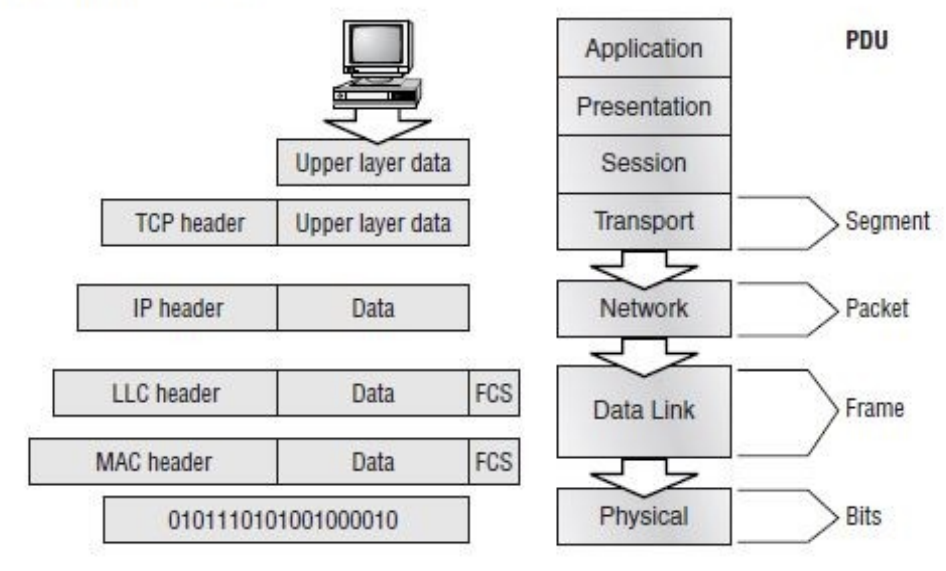 Application
PDU
Presentation
Upper layer data
Session
TCP header Upper layer data
Transport
Segment
IP header Data
Network
Packet
LLC header Data FCS
Data Link
Frame
MAC header Data FCS
0101110101001000010
Physical
Bits